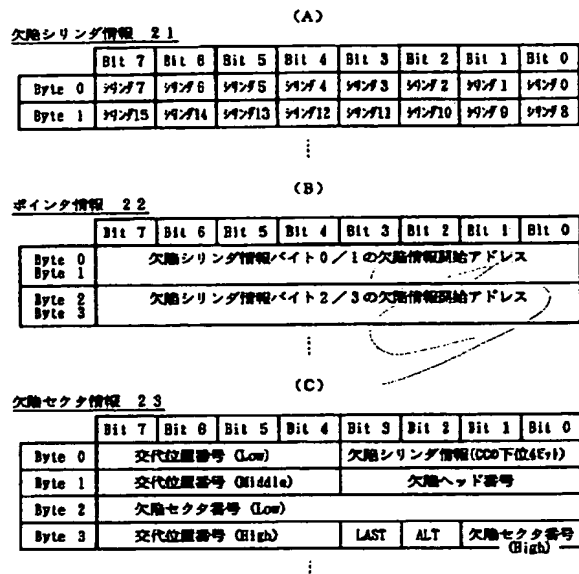 (A)
欠陥シリンダ情報 21
Bit 7 Bit 6 Bit 5 Bit 4 Bit 3 Bit 2 Bit 1 Bit 0
Byte 0 シリンダ7 シリンダ6 シリンダ5 シリンダ4 シリンダ3 シリンダ2 シリンダ1 シリンダ0
Byte 1 シリンダ15 シリンダ14 シリンダ13 シリンダ12 シリンダ11 シリンダ10 シリンダ9 シリンダ8
⋮
(B)
ポインタ情報 22
Bit 7 Bit 6 Bit 5 Bit 4 Bit 3 Bit 2 Bit 1 Bit 0
Byte 0 欠陥シリンダ情報バイト0/1の欠陥情報開始アドレス
Byte 1
Byte 2 欠陥シリンダ情報バイト2/3の欠陥情報開始アドレス
Byte 3
⋮
(C)
欠陥セクタ情報 23
Bit 7 Bit 6 Bit 5 Bit 4 Bit 3 Bit 2 Bit 1 Bit 0
Byte 0 交代位置番号 (Low) 欠陥シリンダ情報(CCO下位4ビット)
Byte 1 交代位置番号 (Middle) 欠陥ヘッド番号
Byte 2 欠陥セクタ番号 (Low)
Byte 3 交代位置番号 (High) LAST ALT 欠陥セクタ番号
(High)
⋮